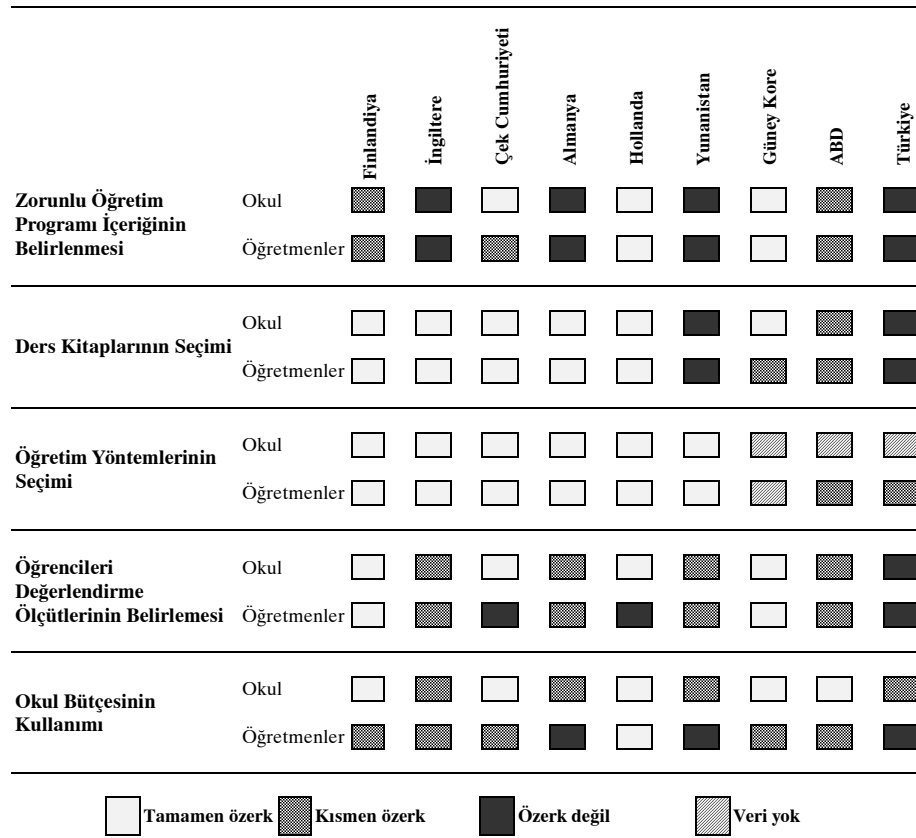 Finlandiya
İngiltere
Çek Cumhuriyeti
Almanya
Hollanda
Yunanistan
Güney Kore
ABD
Türkiye
Zorunlu Öğretim
Programı İçeriğinin
Belirlenmesi
Okul
Öğretmenler
Ders Kitaplarının Seçimi
Okul
Öğretmenler
Öğretim Yöntemlerinin
Seçimi
Okul
Öğretmenler
Öğrencileri
Değerlendirme
Ölçütlerinin Belirlemesi
Okul
Öğretmenler
Okul Bütçesinin
Kullanımı
Okul
Öğretmenler
Tamamen özerk
Kısmen özerk
Özerk değil
Veri yok